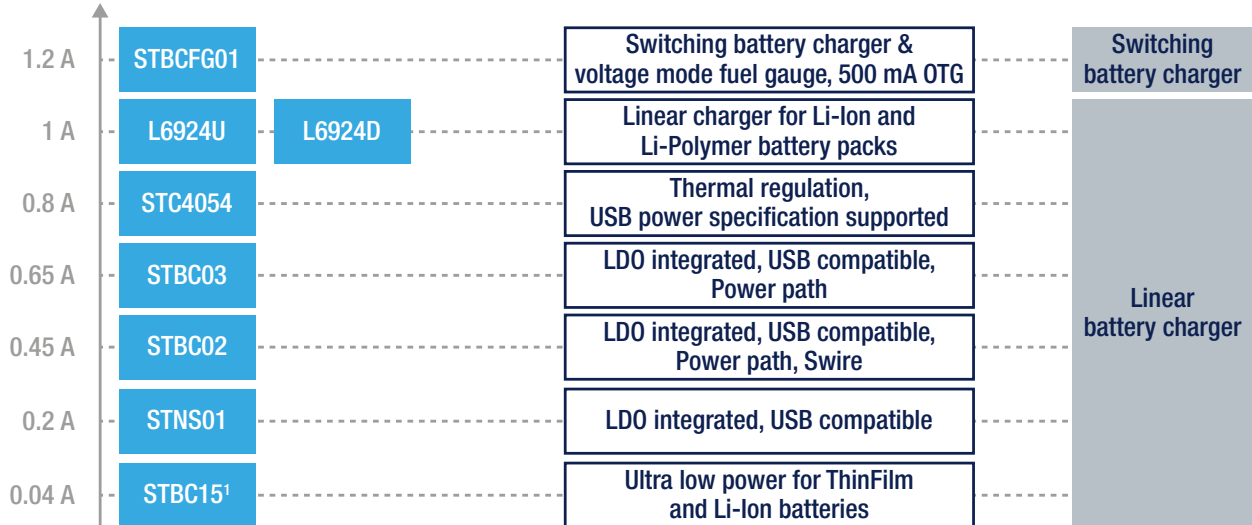 1.2 A
STBCFG01
Switching battery charger &
voltage mode fuel gauge, 500 mA OTG
Switching
battery charger
1 A
L6924U
L6924D
Linear charger for Li-Ion and
Li-Polymer battery packs
0.8 A
STC4054
Thermal regulation,
USB power specification supported
0.65 A
STBC03
LDO integrated, USB compatible,
Power path
Linear
battery charger
0.45 A
STBC02
LDO integrated, USB compatible,
Power path, Swire
0.2 A
STNS01
LDO integrated, USB compatible
0.04 A
STBC15¹
Ultra low power for ThinFilm
and Li-Ion batteries